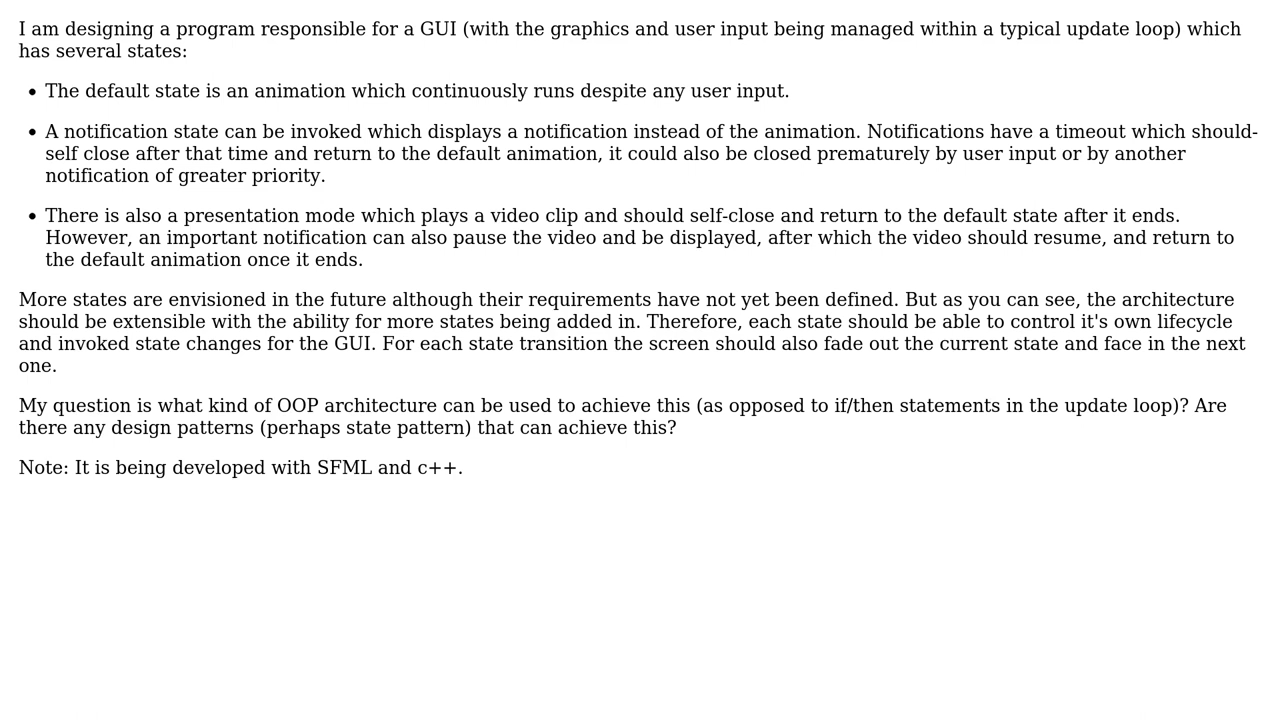 I am designing a program responsible for a GUI (with the graphics and user input being managed within a typical update loop) which
has several states:
• The default state is an animation which continuously runs despite any user input.
• A notification state can be invoked which displays a notification instead of the animation. Notifications have a timeout which should-
self close after that time and return to the default animation, it could also be closed prematurely by user input or by another
notification of greater priority.
• There is also a presentation mode which plays a video clip and should self-close and return to the default state after it ends.
However, an important notification can also pause the video and be displayed, after which the video should resume, and return to
the default animation once it ends.
More states are envisioned in the future although their requirements have not yet been defined. But as you can see, the architecture
should be extensible with the ability for more states being added in. Therefore, each state should be able to control it's own lifecycle
and invoked state changes for the GUI. For each state transition the screen should also fade out the current state and face in the next
one.
My question is what kind of OOP architecture can be used to achieve this (as opposed to if/then statements in the update loop)? Are
there any design patterns (perhaps state pattern) that can achieve this?
Note: It is being developed with SFML and c++.